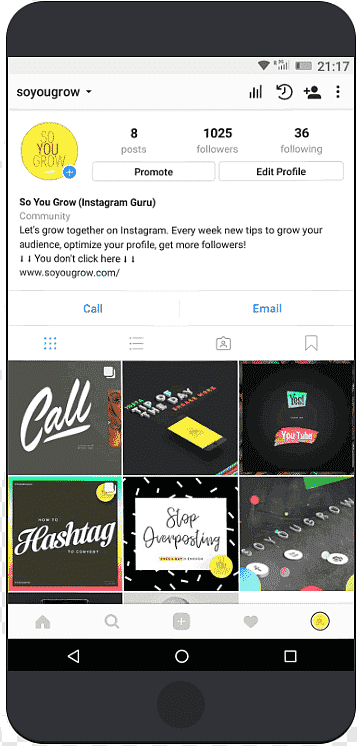 21:17
soyougrow
SO
YOU
GROW
8 1025 36
posts followers following
Promote Edit Profile
So You Grow (Instagram Guru)
Community
Let's grow together on Instagram. Every week new tips to grow your
audience, optimize your profile, get more followers!
↓↓You don't click here ↓↓
www.soyougrow.com/
Call Email
Call
TIP OF
THE DAY
Yes!
YouTube
HOW TO
Hashtag
TO CONVERT
Stop
Overposting
SOYOUGROW